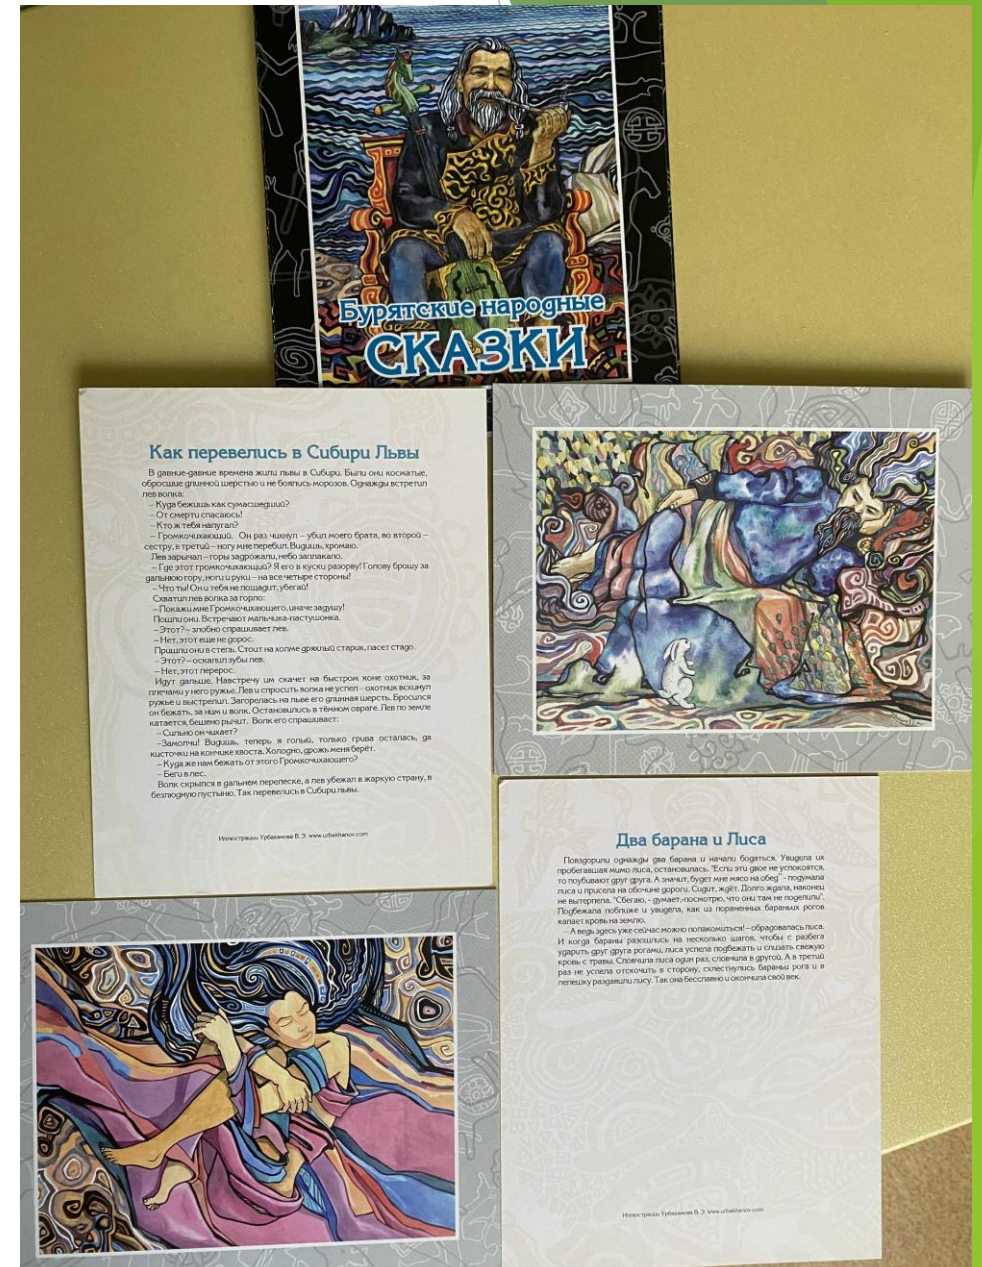 Бурятские народные
СКАЗКИ
Как перевелись в Сибири Львы
В давние-давние времена жили львы в Сибири. Были они косматые,
обросшие длинной шерстью и не боялись морозов. Однажды встретил
лев волка:
– Куда бежишь как сумасшедший?
– От смерти спасаюсь!
– Кто ж тебя напугал?
– Громкочихающий. Он раз чихнул – убил моего брата, во второй –
сестру, в третий – ногу мне перебил. Видишь, хромаю.
Лев зарычал – горы задрожали, небо заплакало.
– Где этот громкочихающий? Я его в куски разорву! Голову брошу за
дальнюю гору, ноги и руки – на все четыре стороны!
– Что ты! Он и тебя не пощадит, убегай!
Схватил лев волка за горло:
– Покажи мне Громкочихающего, иначе задушу!
Пошли они. Встречают мальчика-пастушонка.
– Этот? – злобно спрашивает лев.
– Нет, этот еще не дорос.
Пришли они в степь. Стоит на холме дряхлый старик, пасет стадо.
– Этот? – оскалил зубы лев.
– Нет, этот перерос.
Идут дальше. Навстречу им скачет на быстром коне охотник, за
плечами у него ружье. Лев и спросить волка не успел – охотник вскинул
ружье и выстрелил. Загорелась на льве его длинная шерсть. Бросился
он бежать, за ним и волк. Остановились в тёмном овраге. Лев по земле
катается, бешено рычит. Волк его спрашивает:
– Сильно он чихает?
– Замолчи! Видишь, теперь я голый, только грива осталась, да
кисточка на кончике хвоста. Холодно, дрожь меня берёт.
– Куда же нам бежать от этого Громкочихающего?
– Беги в лес.
Волк скрылся в дальнем перелеске, а лев убежал в жаркую страну, в
безлюдную пустыню. Так перевелись в Сибири львы.
Иллюстрации Урбаханова В. Э. www.urbakhanov.com
Два барана и Лиса
Повздорили однажды два барана и начали бодаться. Увидела их
пробегавшая мимо лиса, остановилась. "Если эти двое не успокоятся,
то поубивают друг друга. А значит, будет мне мясо на обед" - подумала
лиса и присела на обочине дороги. Сидит, ждёт. Долго ждала, наконец
не вытерпела. "Сбегаю, - думает,-посмотрю, что они там не поделили".
Подбежала поближе и увидела, как из пораненных бараньих рогов
капает кровь на землю.
– А ведь здесь уже сейчас можно полакомиться! – обрадовалась лиса.
И когда бараны разошлись на несколько шагов, чтобы с разбега
ударить друг друга рогами, лиса успела подбежать и слизать свежую
кровь с травы. Словчила лиса один раз, словчила в другой. А в третий
раз не успела отскочить в сторону, схлестнулись бараньи рога и в
лепешку раздавили лису. Так она бесславно и окончила свой век.
Иллюстрации Урбаханова В. Э. www.urbakhanov.com